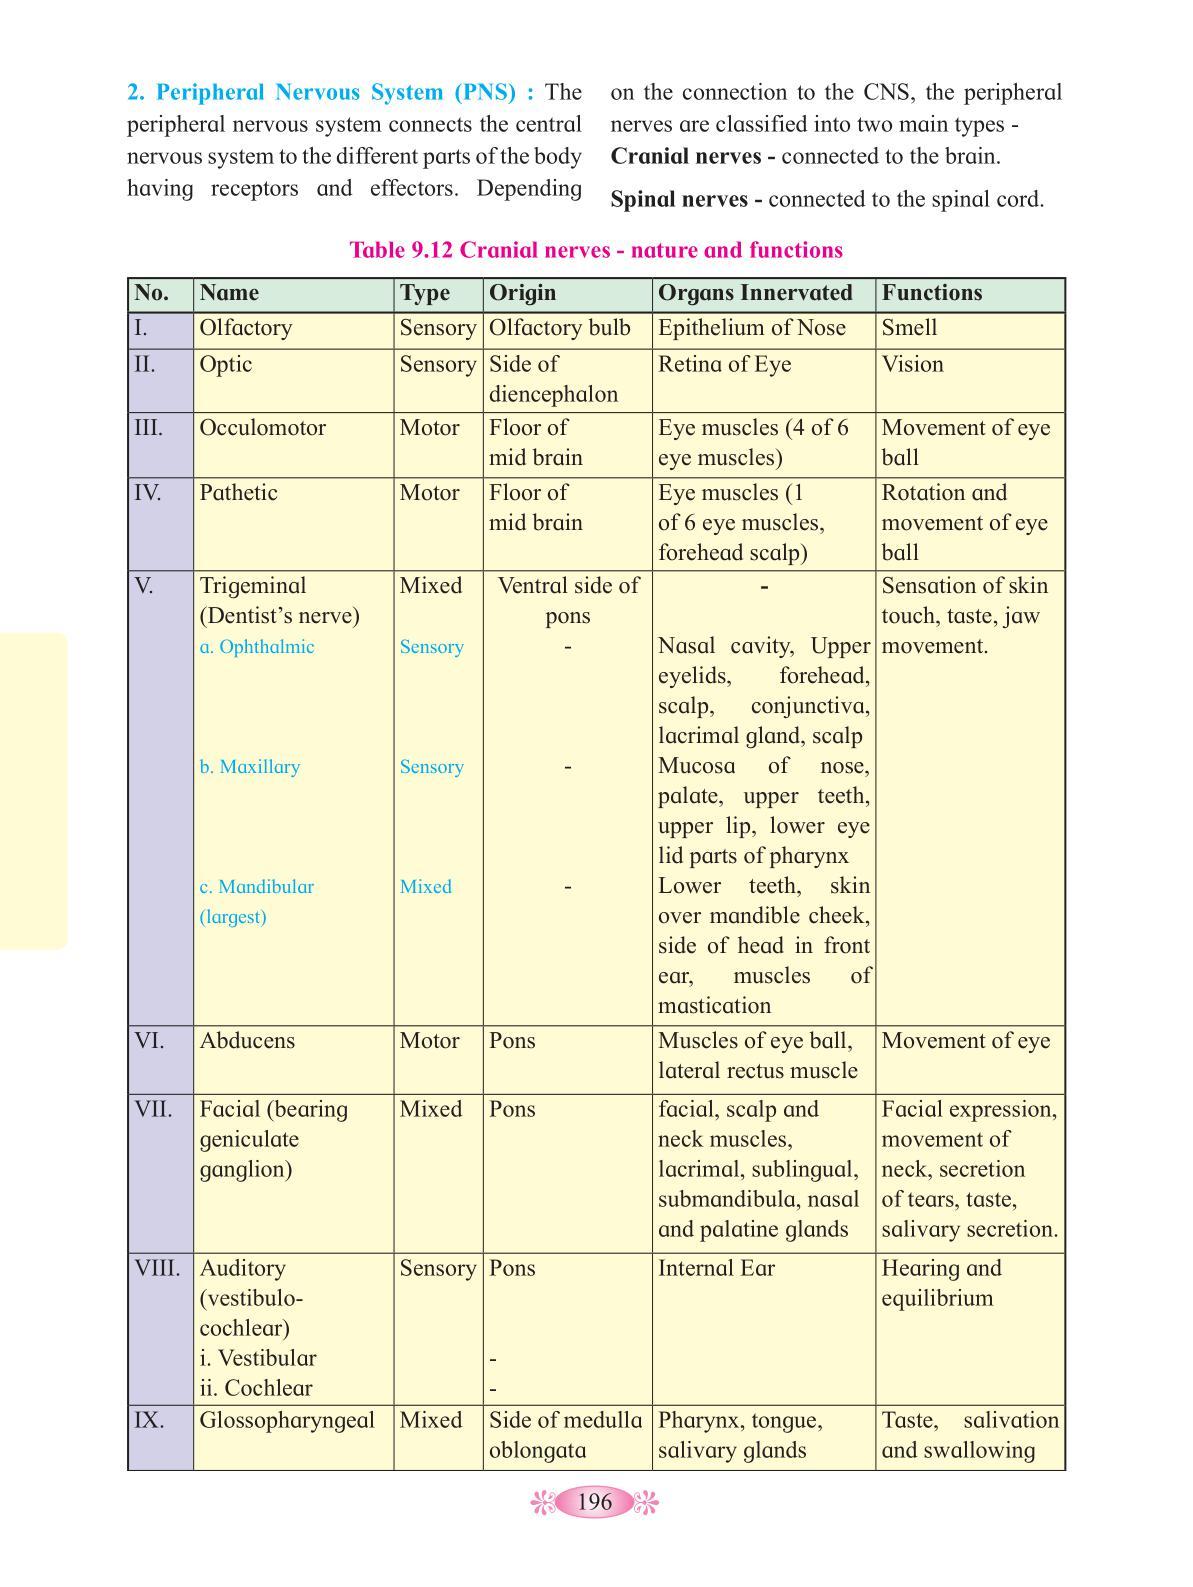 2. Peripheral Nervous System (PNS) : The
peripheral nervous system connects the central
nervous system to the different parts of the body
having receptors and effectors. Depending
on the connection to the CNS, the peripheral
nerves are classified into two main types -
Cranial nerves - connected to the brain.
Spinal nerves - connected to the spinal cord.
Table 9.12 Cranial nerves - nature and functions
No. Name Type Origin Organs Innervated Functions
I. Olfactory Sensory Olfactory bulb Epithelium of Nose Smell
II. Optic Sensory Side of Retina of Eye Vision
diencephalon
III. Occulomotor Motor Floor of Eye muscles (4 of 6 Movement of eye
mid brain eye muscles) ball
IV. Pathetic Motor Floor of Eye muscles (1 Rotation and
mid brain of 6 eye muscles, movement of eye
forehead scalp) ball
V. Trigeminal Mixed Ventral side of - Sensation of skin
(Dentist's nerve) pons touch, taste, jaw
a. Ophthalmic Sensory - Nasal cavity, Upper movement.
eyelids, forehead,
scalp, conjunctiva,
lacrimal gland, scalp
b. Maxillary Sensory - Mucosa of nose,
palate, upper teeth,
upper lip, lower eye
lid parts of pharynx
c. Mandibular Mixed - Lower teeth, skin
(largest) over mandible cheek,
side of head in front
ear, muscles of
mastication
VI. Abducens Motor Pons Muscles of eye ball, Movement of eye
lateral rectus muscle
VII. Facial (bearing Mixed Pons facial, scalp and Facial expression,
geniculate neck muscles, movement of
ganglion) lacrimal, sublingual, neck, secretion
submandibula, nasal of tears, taste,
and palatine glands salivary secretion.
VIII. Auditory Sensory Pons Internal Ear Hearing and
(vestibulo- equilibrium
cochlear)
i. Vestibular -
ii. Cochlear -
IX. Glossopharyngeal Mixed Side of medulla Pharynx, tongue, Taste, salivation
oblongata salivary glands and swallowing
196